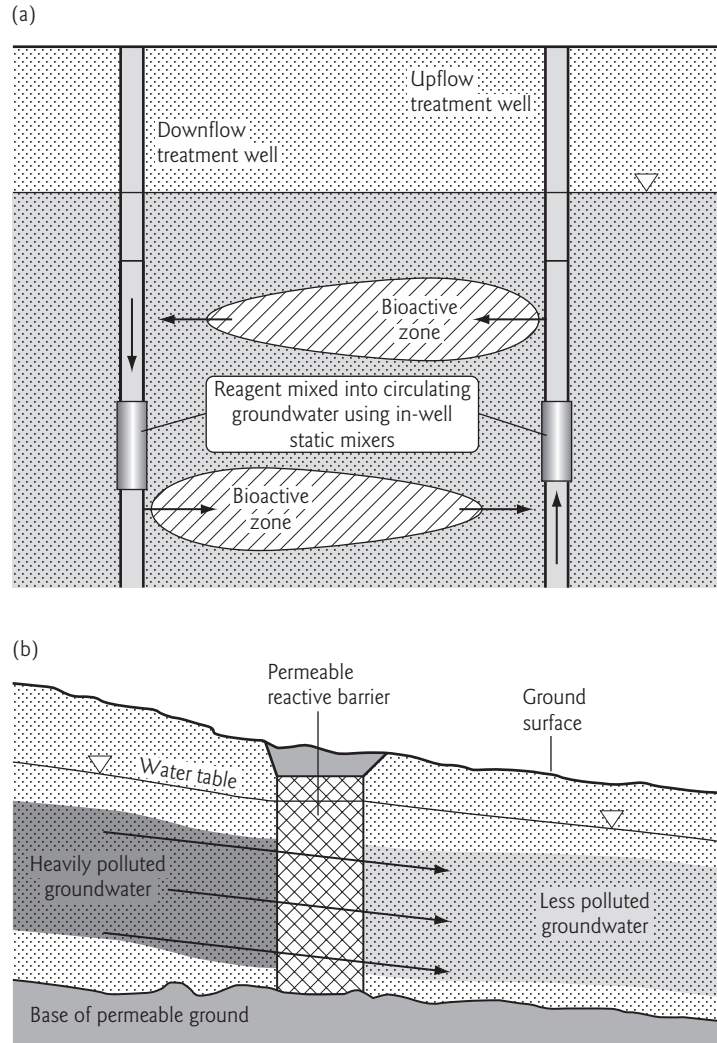 (a)
Upflow
treatment well
Downflow
treatment well
Bioactive
zone
Reagent mixed into circulating
groundwater using in-well
static mixers
Bioactive
zone
(b)
Permeable
reactive barrier
Ground
surface
Water table
Heavily polluted
groundwater
Less polluted
groundwater
Base of permeable ground